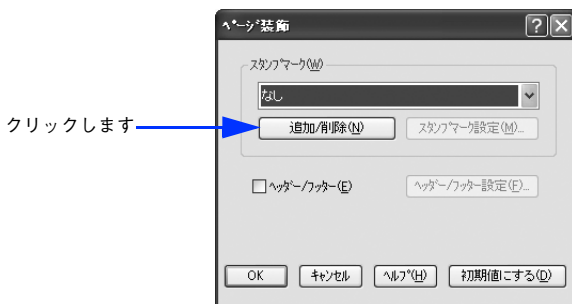 ページ装飾
スタンプマーク(W)
なし
クリックします
追加/削除(N)
スタンプマーク設定(M)...
ヘッダー/フッター(E)
ヘッダー/フッター設定(F)...
OK
キャンセル
ヘルプ(H)
初期値にする(D)